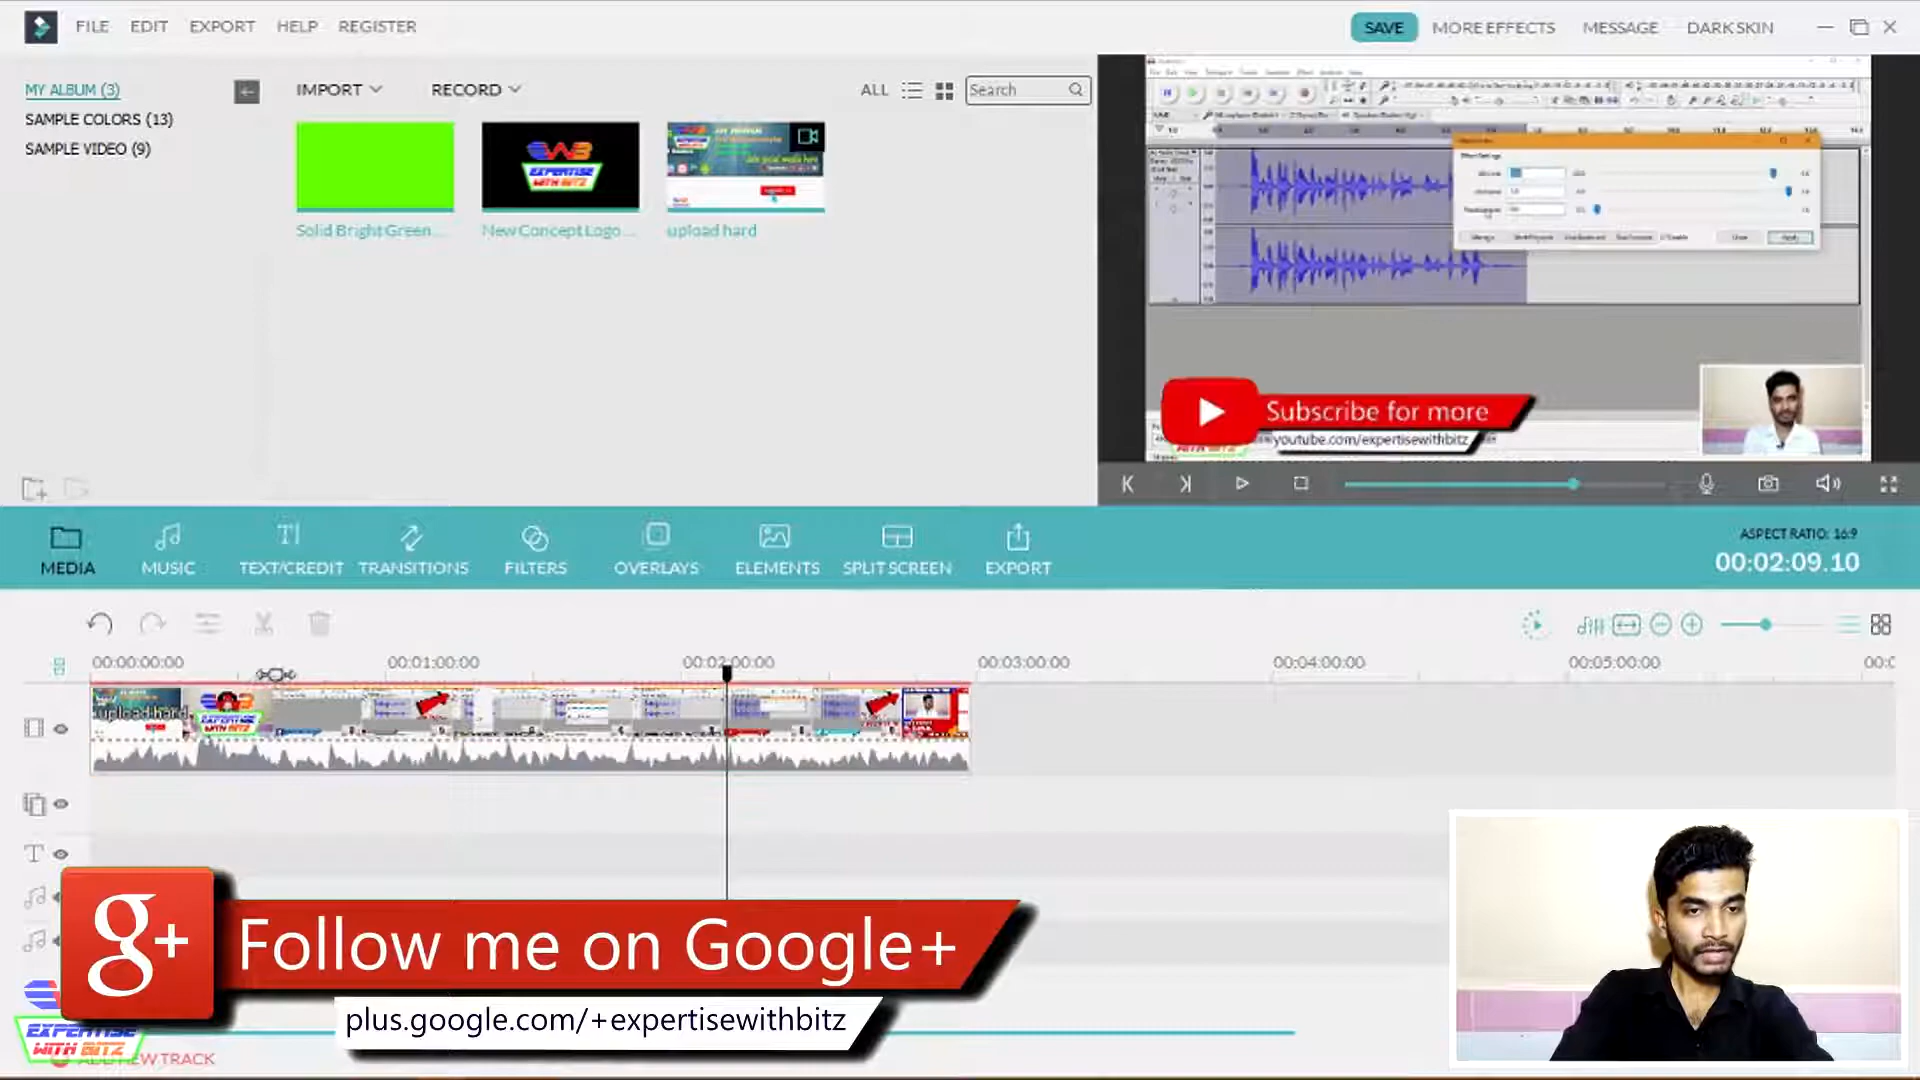 FILE EDIT EXPORT HELP REGISTER
SAVE MORE EFFECTS MESSAGE DARK SKIN
MY ALBUM (3)
SAMPLE COLORS (13)
SAMPLE VIDEO (9)
IMPORT RECORD ALL Search
EXPERTISE
WITH BITZ
Solid Bright Green... New Concept Logo ... upload hard
Subscribe for more
youtube.com/expertisewithbitz
MEDIA MUSIC TEXT/CREDIT TRANSITIONS FILTERS OVERLAYS ELEMENTS SPLIT SCREEN EXPORT
ASPECT RATIO: 16:9
00:02:09.10
00:00:00:00 00:01:00:00 00:02:00:00 00:03:00:00 00:04:00:00 00:05:00:00
upload hard
g+ Follow me on Google+
plus.google.com/+expertisewithbitz
EXPERTISE
WITH BITZ
NEW TRACK